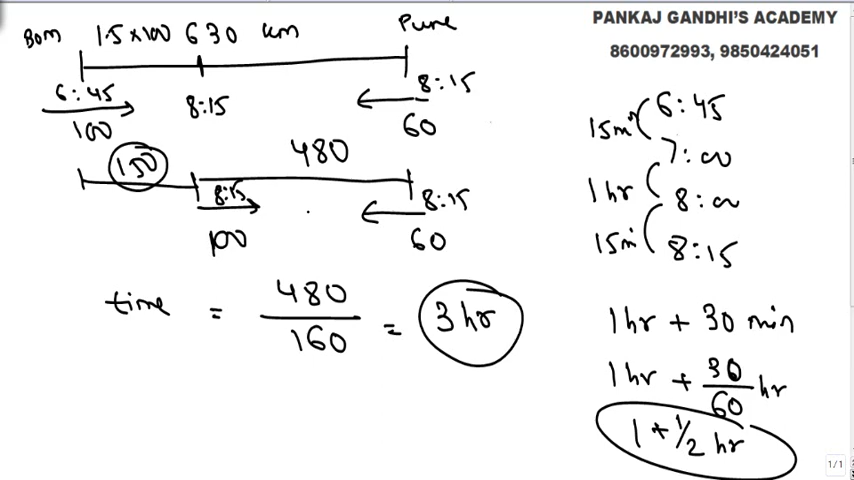 PANKAJ GANDHI'S ACADEMY
8600972993, 9850424051
Bom 1.5x100 630 km Pune
6:45 8:15 8:15
100 60
150 480
8:15 8:15
100 60
time = 480/160 = 3 hr
15m 6:45
7:00
1hr 8:00
15m 8:15
1hr + 30 min
1hr + 30/60 hr
1 + 1/2 hr
1/1